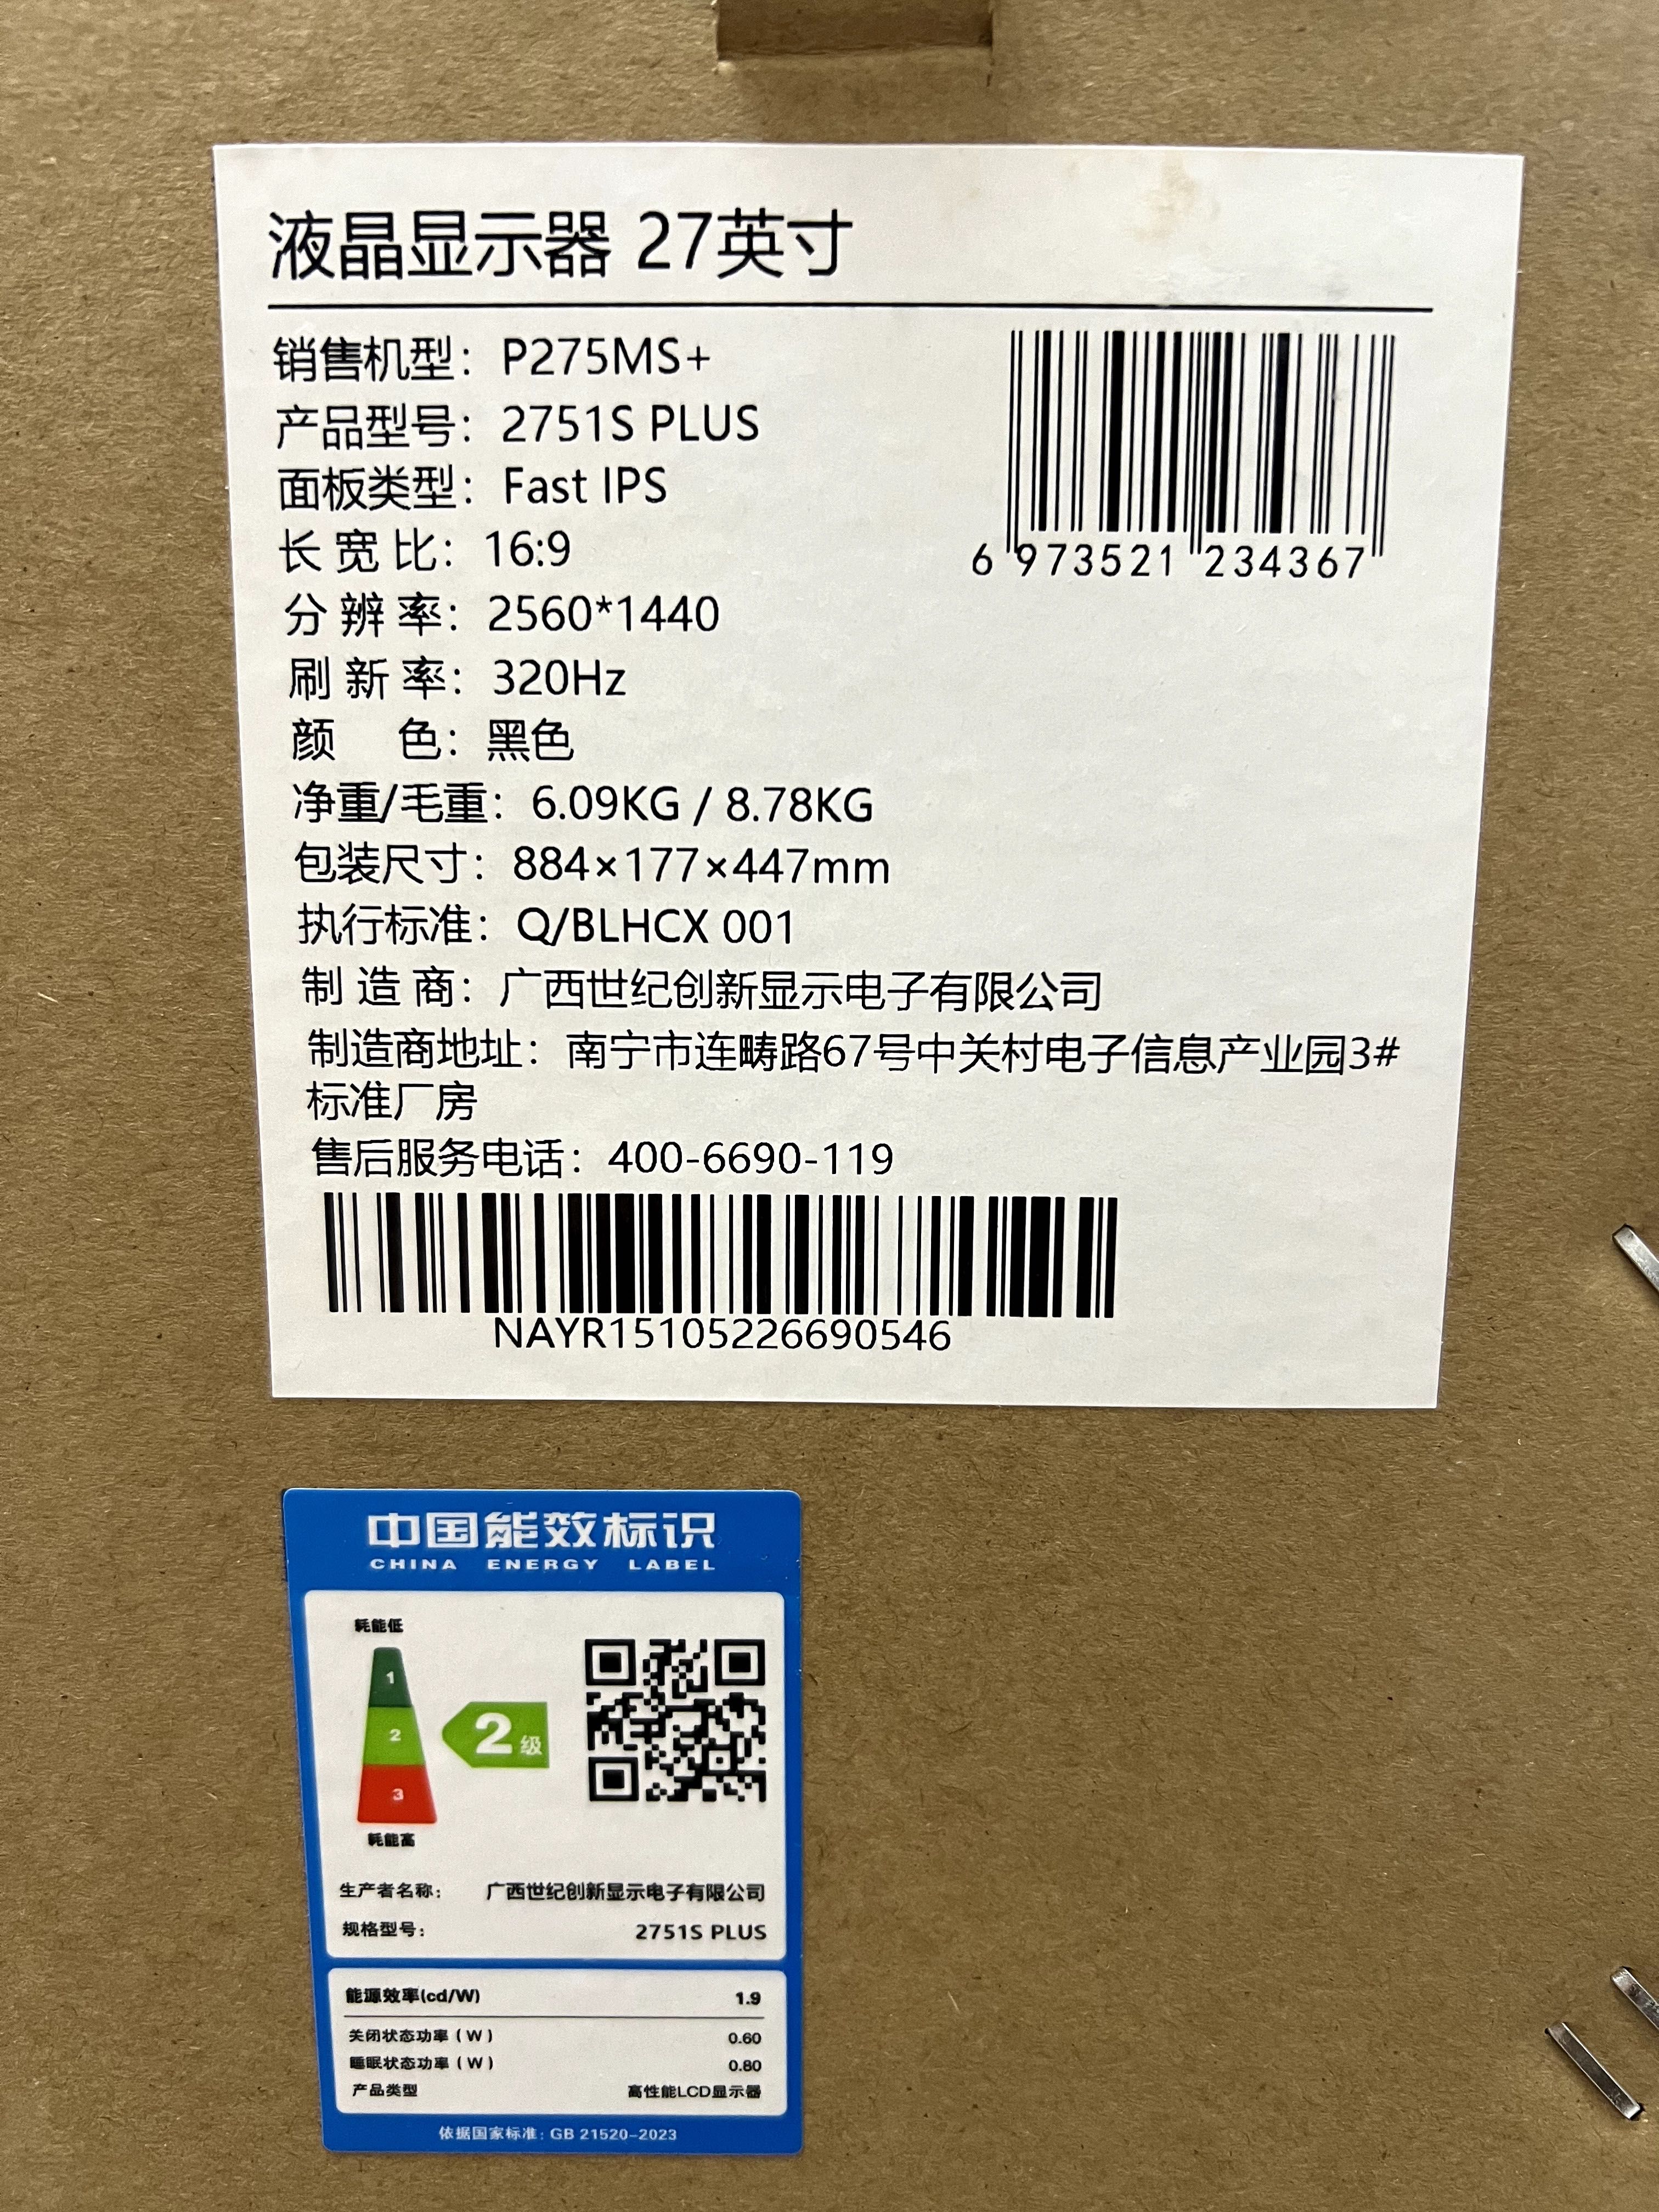 液晶显示器 27英寸
销售机型：P275MS+
产品型号：2751S PLUS
面板类型：Fast IPS
长 宽 比：16:9
分 辨 率：2560*1440
刷 新 率：320Hz
颜 色：黑色
净重/毛重：6.09KG / 8.78KG
包装尺寸：884×177×447mm
执行标准：Q/BLHCX 001
制 造 商：广西世纪创新显示电子有限公司
制造商地址：南宁市连畴路67号中关村电子信息产业园3#
标准厂房
售后服务电话：400-6690-119
6 973521 234367
NAYR15105226690546
中国能效标识
CHINA ENERGY LABEL
耗能低
1
2
3
耗能高
2级
生产者名称： 广西世纪创新显示电子有限公司
规格型号： 2751S PLUS
能源效率(cd/W) 1.9
关闭状态功率（W） 0.60
睡眠状态功率（W） 0.80
产品类型 高性能LCD显示器
依据国家标准：GB 21520-2023